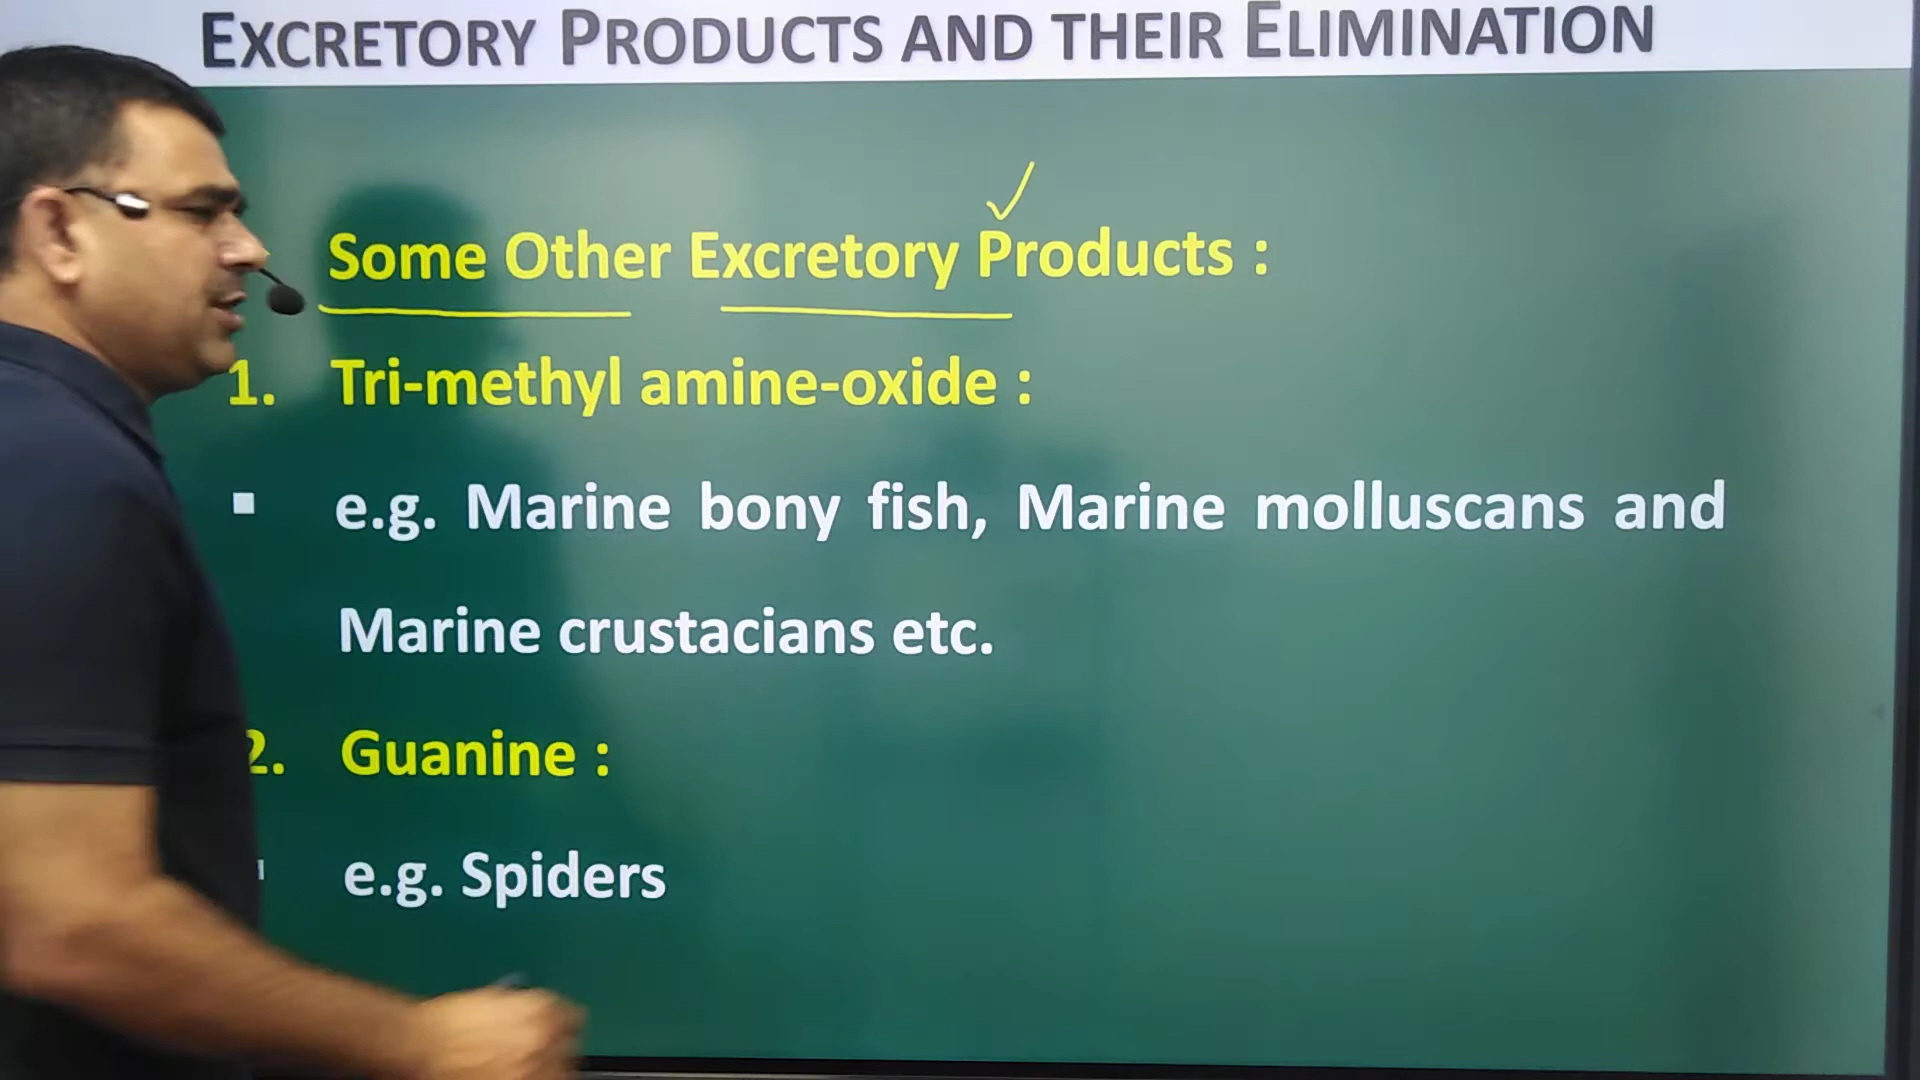 EXCRETORY PRODUCTS AND THEIR ELIMINATION
Some Other Excretory Products :
1. Tri-methyl amine-oxide :
▪ e.g. Marine bony fish, Marine molluscans and
Marine crustacians etc.
2. Guanine :
▪ e.g. Spiders